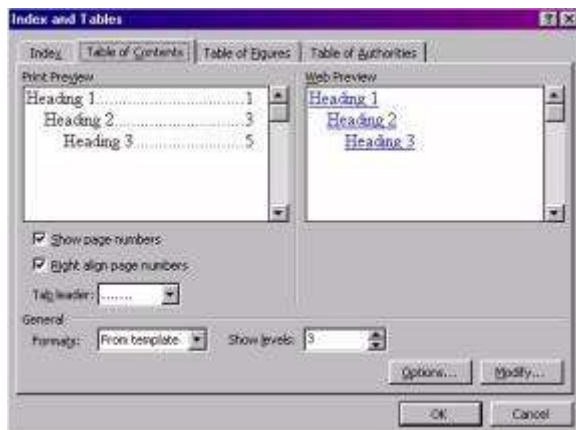 Index and Tables
Index Table of Contents Table of Figures Table of Authorities
Print Preview Web Preview
Heading 1..............................1 Heading 1
Heading 2..........................3 Heading 2
Heading 3......................5 Heading 3
Show page numbers
Right align page numbers
Tab leader: .......
General
Formats: From template Show levels: 3
Options... Modify...
OK Cancel